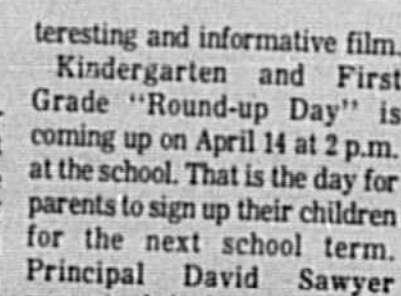 teresting and informative film.
Kindergarten and First
Grade "Round-up Day" is
coming up on April 14 at 2 p.m.
at the school. That is the day for
parents to sign up their children
for the next school term.
Principal David Sawyer